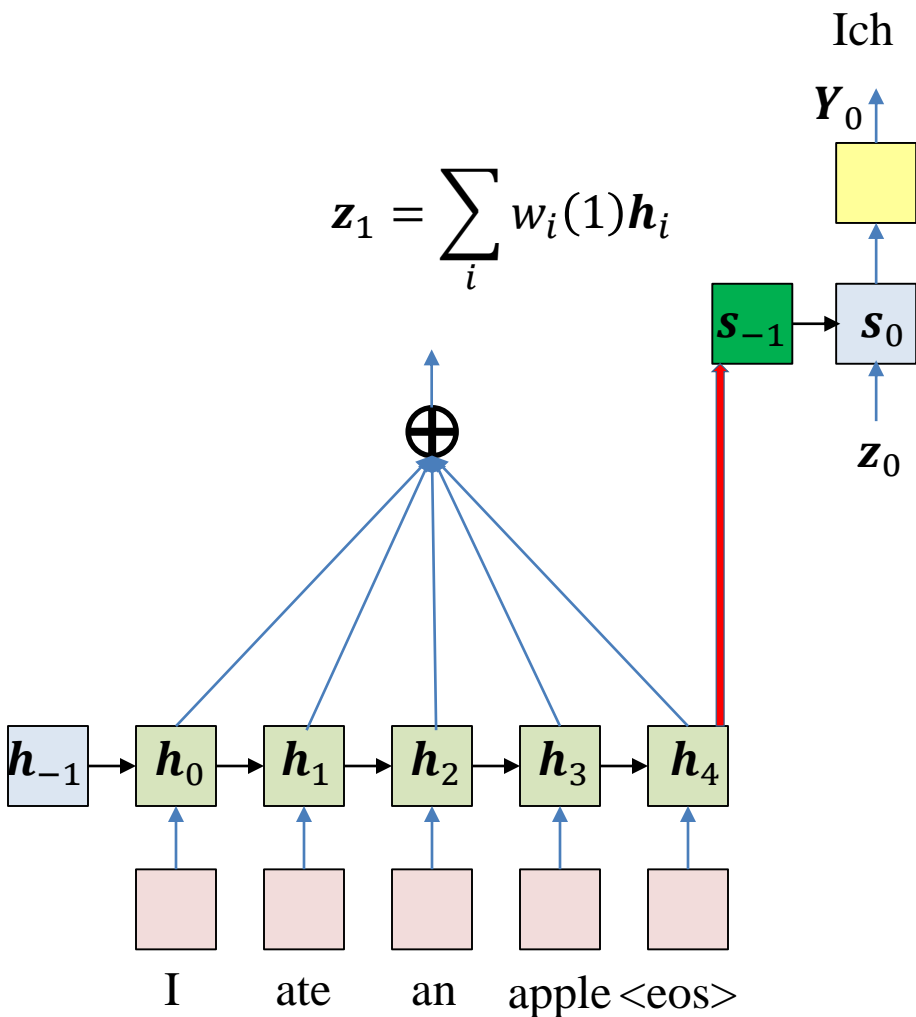 Ich
Y₀
z₁ = ∑ᵢ wᵢ(1)hᵢ
s₋₁ s₀
z₀
h₋₁ h₀ h₁ h₂ h₃ h₄
I ate an apple <eos>